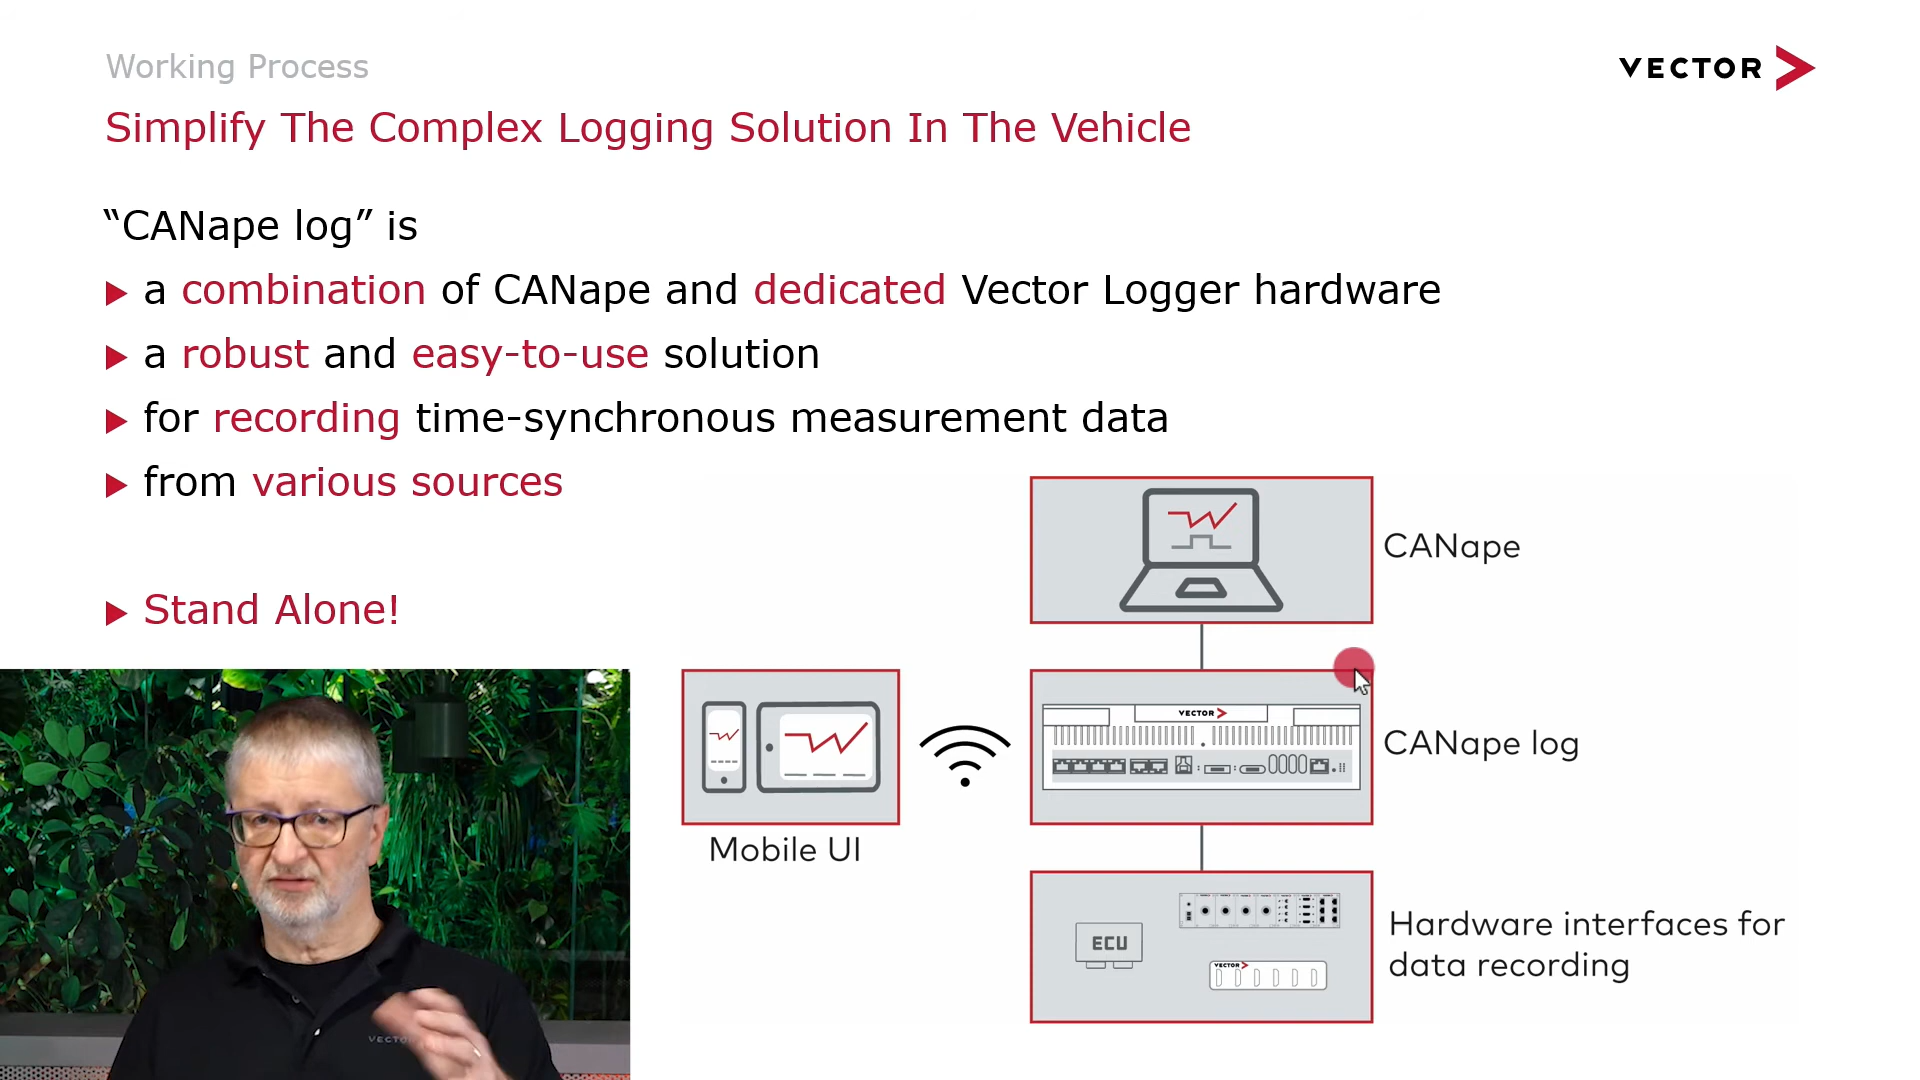 Working Process
VECTOR
Simplify The Complex Logging Solution In The Vehicle
“CANape log” is
a combination of CANape and dedicated Vector Logger hardware
a robust and easy-to-use solution
for recording time-synchronous measurement data
from various sources
Stand Alone!
CANape
VECTOR
CANape log
Mobile UI
ECU
VECTOR
Hardware interfaces for
data recording
VECTOR